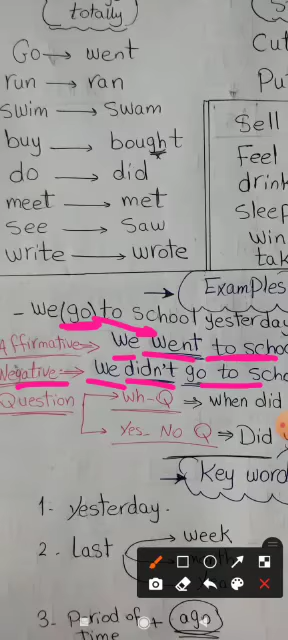 totally
Go → went
run → ran
swim → swam
buy → bought
do → did
meet → met
see → saw
write → wrote
Cut
Put
Sell
Feel
drink
sleep
win
tak
→ Examples
- We (go) to school yesterday
Affirmative → We went to scho
Negative → We didn't go to scho
Question → Wh-Q → when did
→ Yes-No Q → Did
→ Key word
1- Yesterday.
2- Last → week
3- Period of time + ago